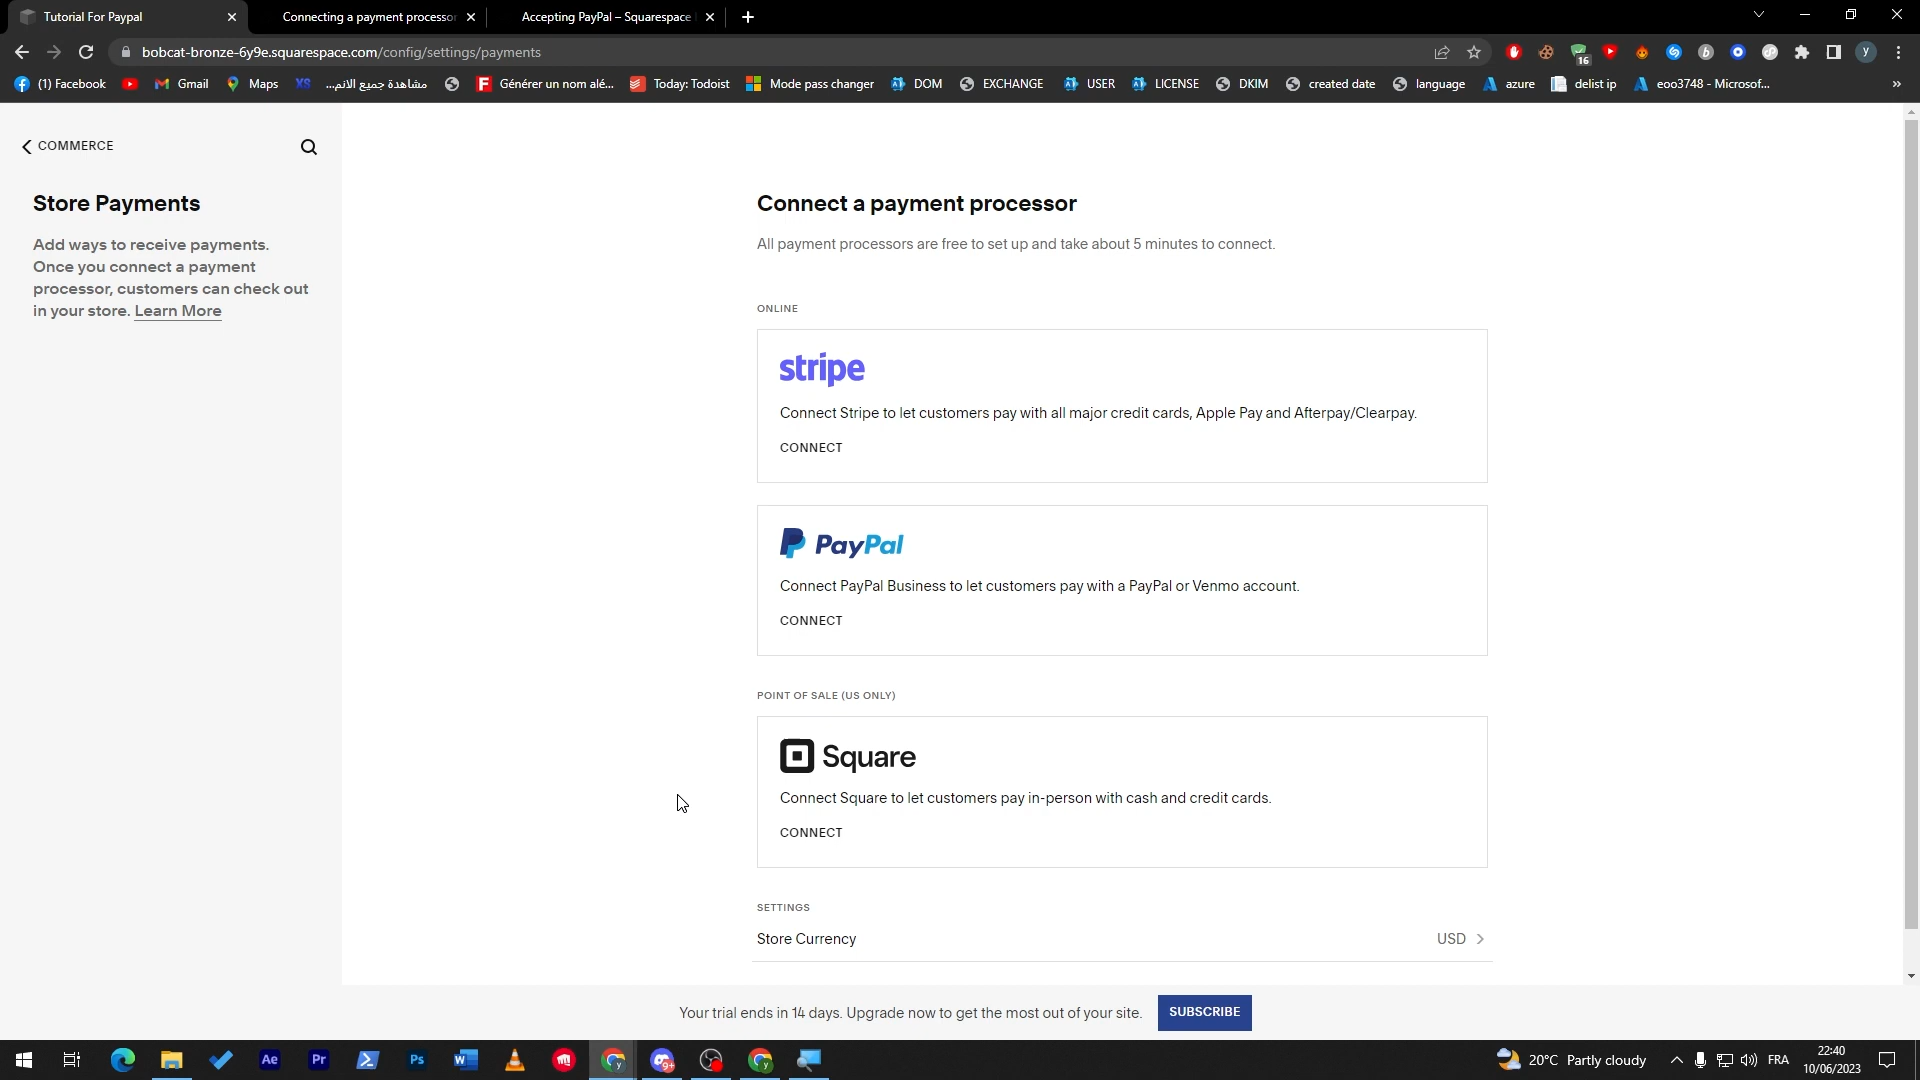 Tutorial For Paypal
Connecting a payment processor
Accepting PayPal – Squarespace
bobcat-bronze-6y9e.squarespace.com/config/settings/payments
16
y
(1) Facebook
Gmail
Maps
XS
مشاهدة جميع الانم...
Générer un nom alé...
Today: Todoist
Mode pass changer
DOM
EXCHANGE
USER
LICENSE
DKIM
created date
language
azure
delist ip
eoo3748 - Microsof...
»
COMMERCE
Store Payments
Add ways to receive payments.
Once you connect a payment
processor, customers can check out
in your store. Learn More
Connect a payment processor
All payment processors are free to set up and take about 5 minutes to connect.
ONLINE
stripe
Connect Stripe to let customers pay with all major credit cards, Apple Pay and Afterpay/Clearpay.
CONNECT
PayPal
Connect PayPal Business to let customers pay with a PayPal or Venmo account.
CONNECT
POINT OF SALE (US ONLY)
Square
Connect Square to let customers pay in-person with cash and credit cards.
CONNECT
SETTINGS
Store Currency
USD
Your trial ends in 14 days. Upgrade now to get the most out of your site.
SUBSCRIBE
Ae
Pr
Ps
W
9+
20°C Partly cloudy
FRA
22:40
10/06/2023